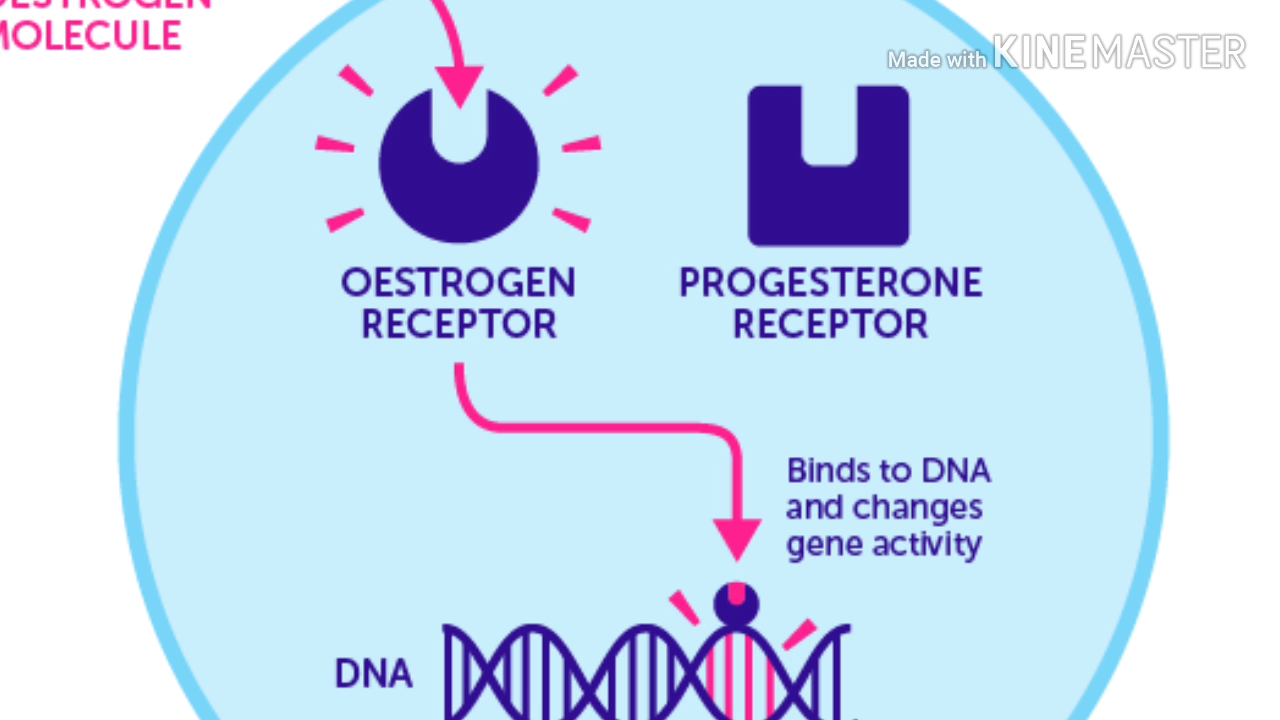 OESTROGEN
MOLECULE
Made with KINEMASTER
OESTROGEN
RECEPTOR
PROGESTERONE
RECEPTOR
Binds to DNA
and changes
gene activity
DNA